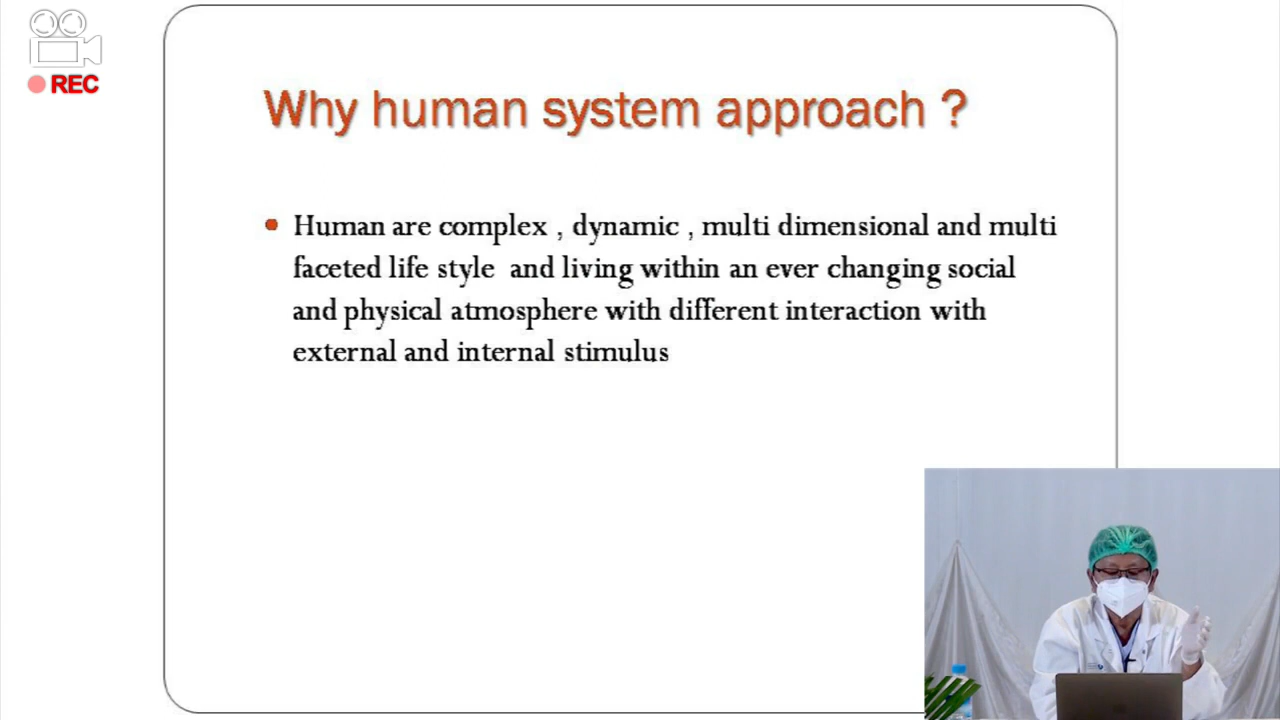 REC
Why human system approach ?
Human are complex , dynamic , multi dimensional and multi
faceted life style and living within an ever changing social
and physical atmosphere with different interaction with
external and internal stimulus